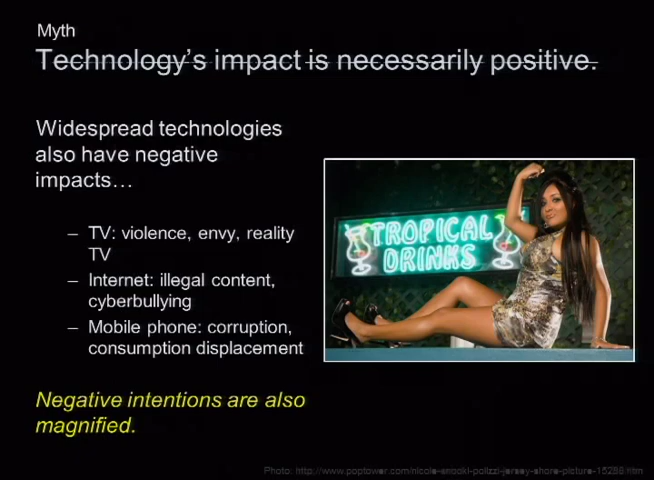 Myth
Technology's impact is necessarily positive.
Widespread technologies
also have negative
impacts…
– TV: violence, envy, reality
TV
– Internet: illegal content,
cyberbullying
– Mobile phone: corruption,
consumption displacement
TROPICAL
DRINKS
Negative intentions are also
magnified.
Photo: http://www.poptower.com/nicole-snooki-polizzi-jersey-shore-picture-15288.htm